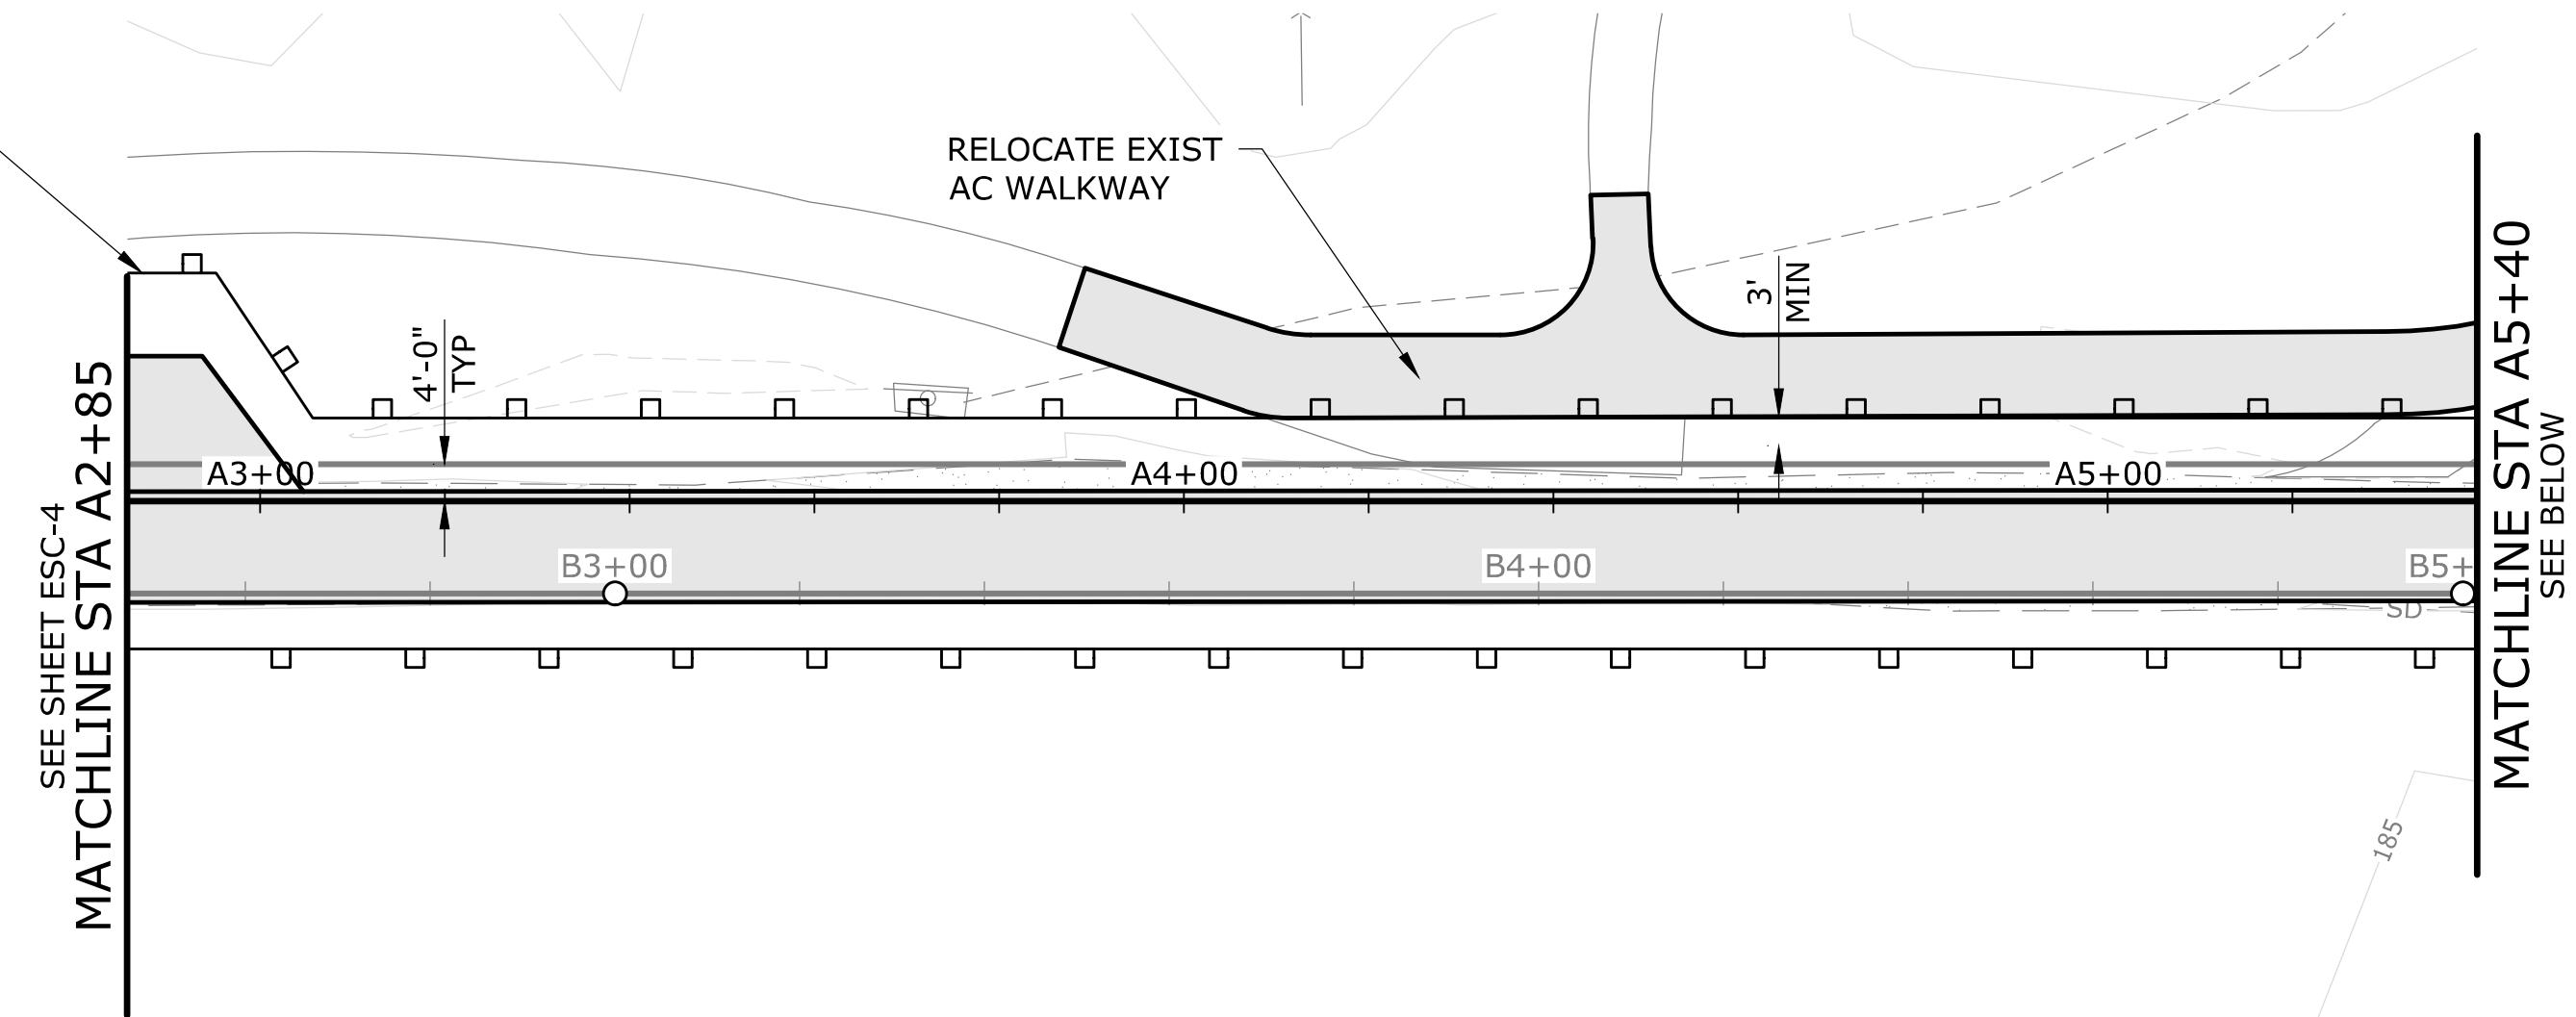 RELOCATE EXIST
AC WALKWAY
3'
MIN
4'-0"
TYP
SEE SHEET ESC-4
MATCHLINE STA A2+85
A3+00
A4+00
A5+00
MATCHLINE STA A5+40
SEE BELOW
B3+00
B4+00
B5+
SD
185